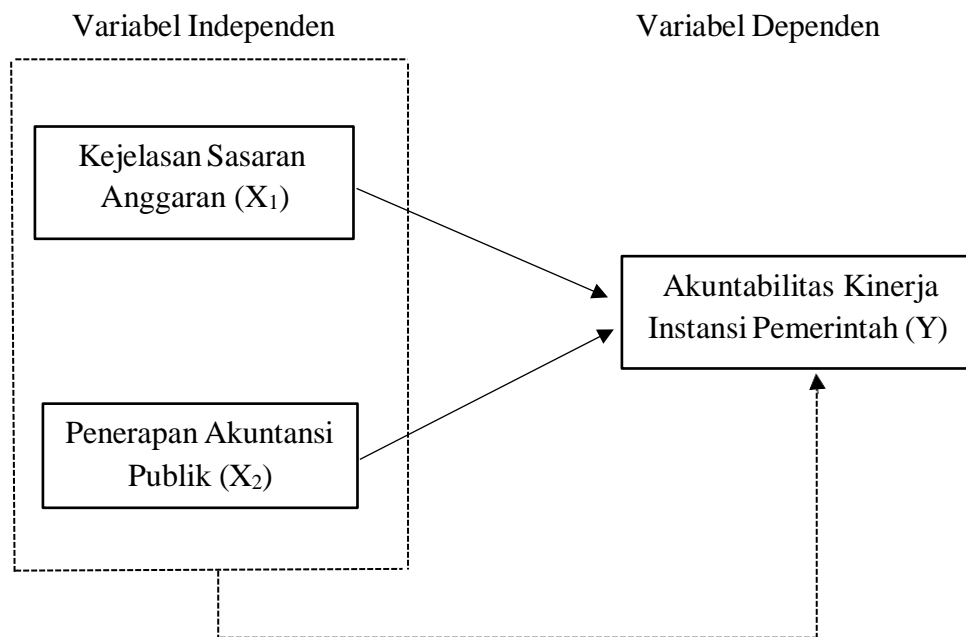 Variabel Independen
Variabel Dependen
Kejelasan Sasaran
Anggaran (X₁)
Akuntabilitas Kinerja
Instansi Pemerintah (Y)
Penerapan Akuntansi
Publik (X₂)